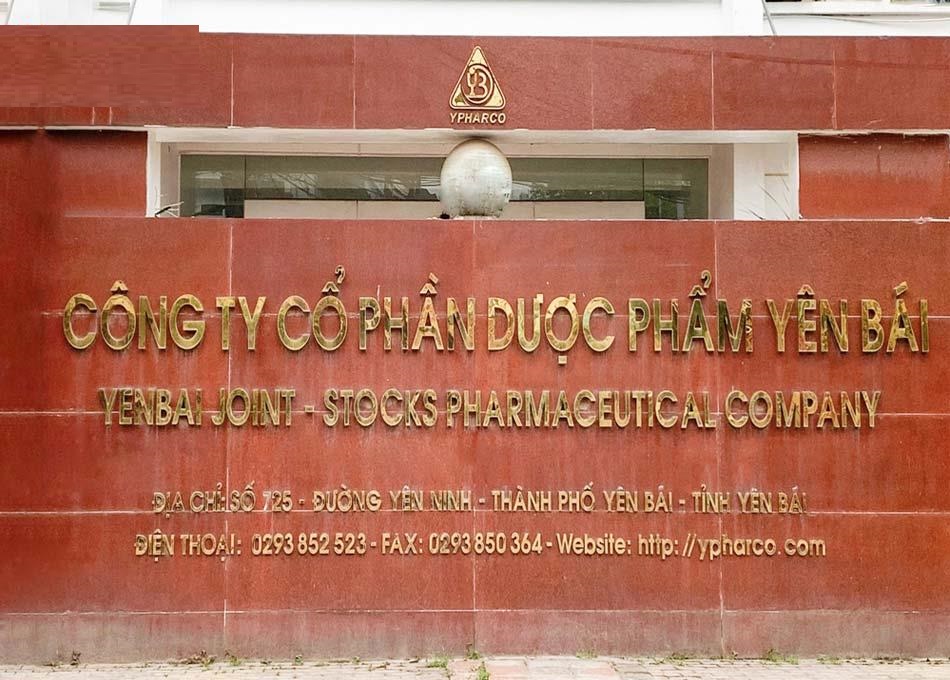 YB
YPHARCO
CÔNG TY CỔ PHẦN DƯỢC PHẨM YÊN BÁI
YENBAI JOINT - STOCKS PHARMACEUTICAL COMPANY
ĐỊA CHỈ: SỐ 725 - ĐƯỜNG YÊN NINH - THÀNH PHỐ YÊN BÁI - TỈNH YÊN BÁI
ĐIỆN THOẠI: 0293 852 523 - FAX: 0293 850 364 - Website: http://ypharco.com